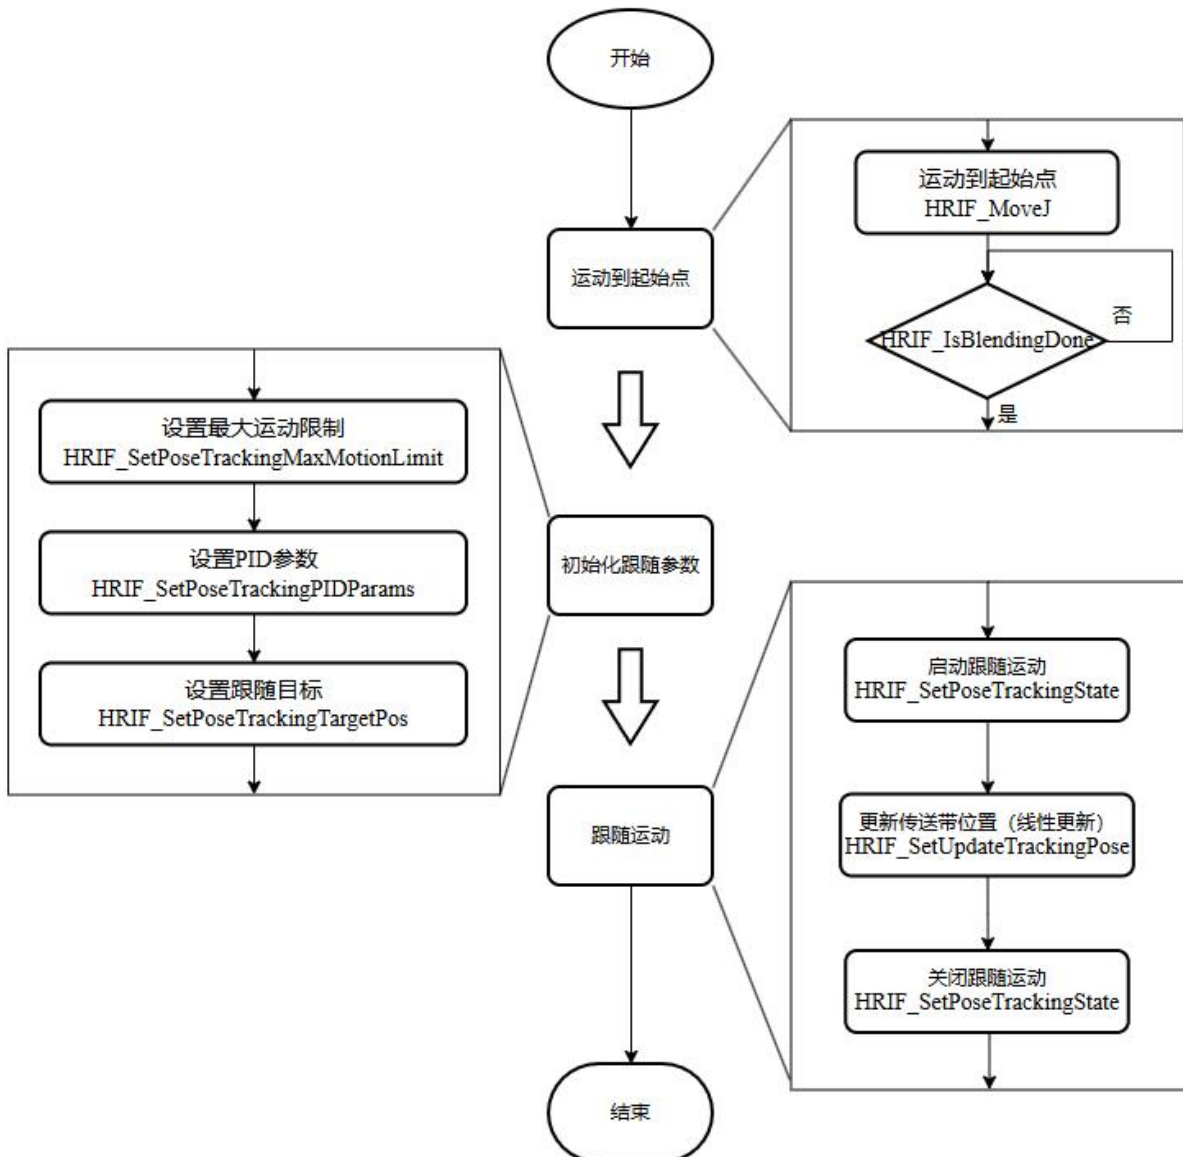 开始
运动到起始点
运动到起始点
HRIF_MoveJ
HRIF_IsBlendingDone
否
是
初始化跟随参数
设置最大运动限制
HRIF_SetPoseTrackingMaxMotionLimit
设置PID参数
HRIF_SetPoseTrackingPIDParams
设置跟随目标
HRIF_SetPoseTrackingTargetPos
跟随运动
启动跟随运动
HRIF_SetPoseTrackingState
更新传送带位置（线性更新）
HRIF_SetUpdateTrackingPose
关闭跟随运动
HRIF_SetPoseTrackingState
结束